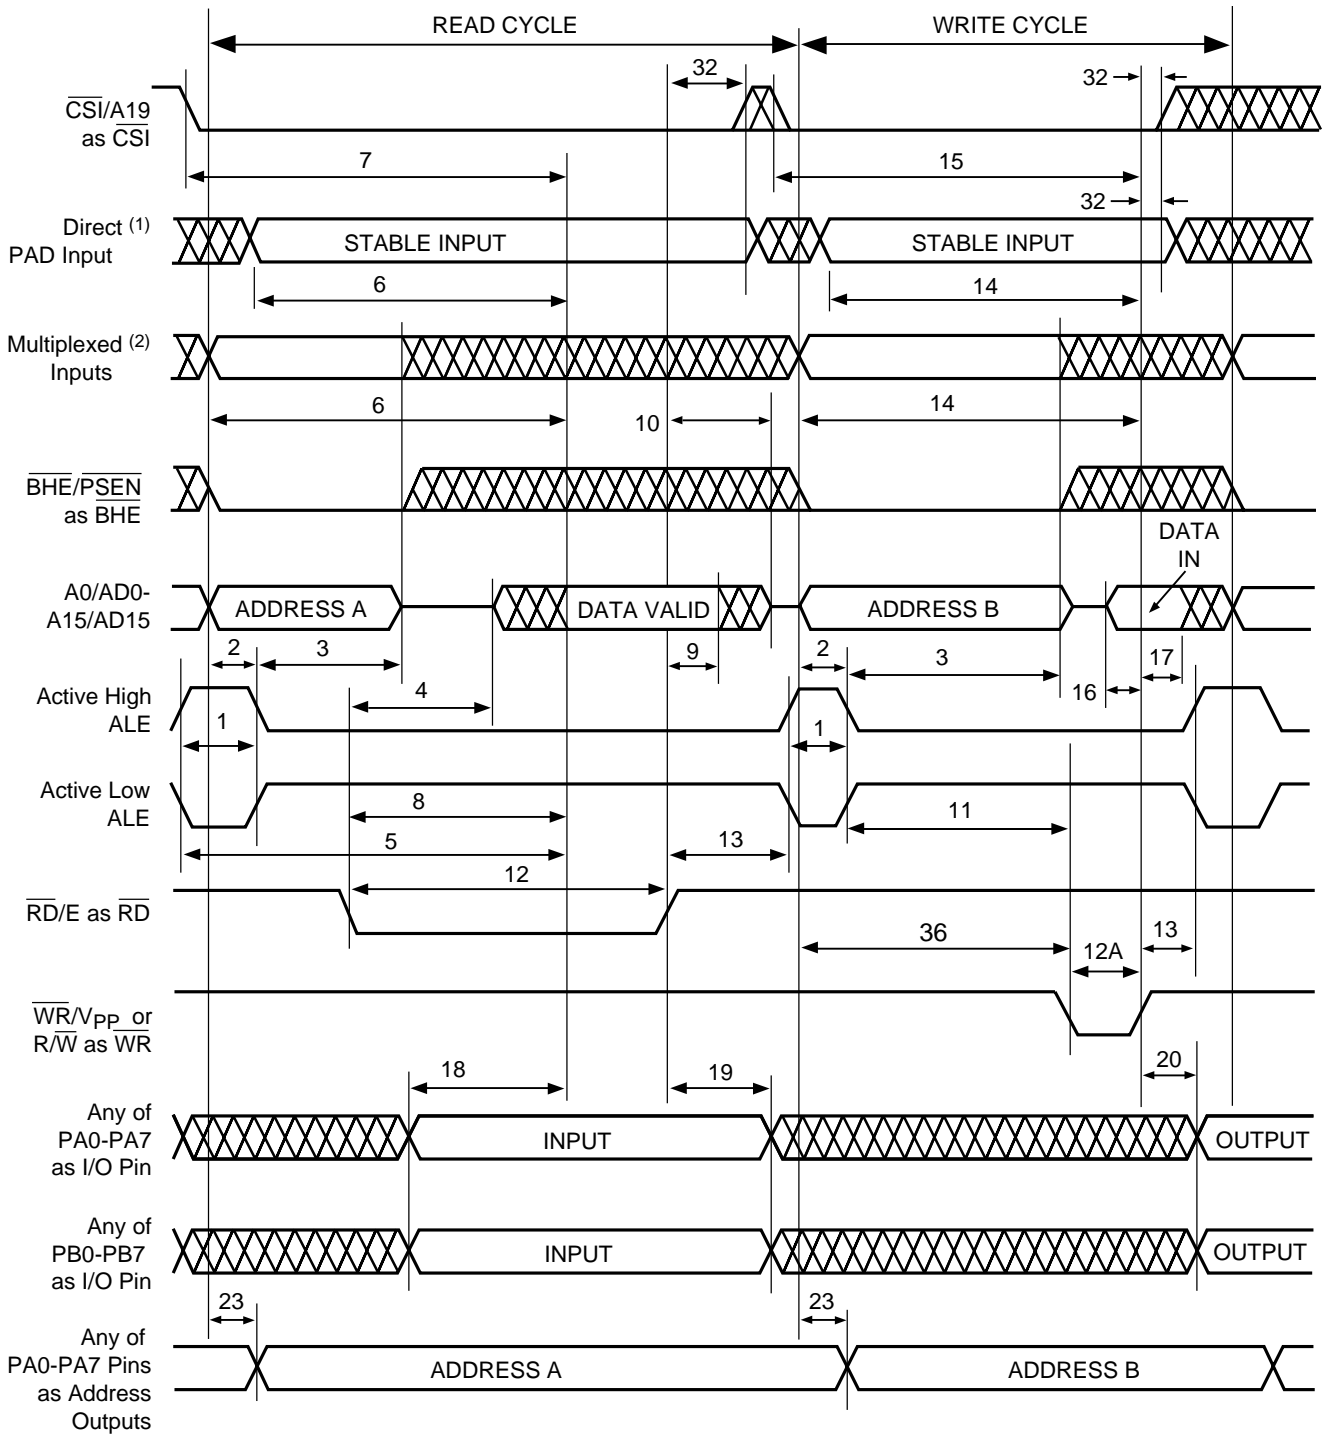 READ CYCLE
WRITE CYCLE
32
32
CSI/A19
as CSI
7
15
32
Direct (1)
PAD Input
STABLE INPUT
STABLE INPUT
6
14
Multiplexed (2)
Inputs
6
10
14
BHE/PSEN
as BHE
DATA
IN
A0/AD0-
A15/AD15
ADDRESS A
DATA VALID
ADDRESS B
2
3
9
2
3
17
4
16
Active High
ALE
1
1
Active Low
ALE
8
11
5
13
12
RD/E as RD
36
13
12A
WR/VPP or
R/W as WR
18
19
20
Any of
PA0-PA7
as I/O Pin
INPUT
OUTPUT
Any of
PB0-PB7
as I/O Pin
INPUT
OUTPUT
23
23
Any of
PA0-PA7 Pins
as Address
Outputs
ADDRESS A
ADDRESS B